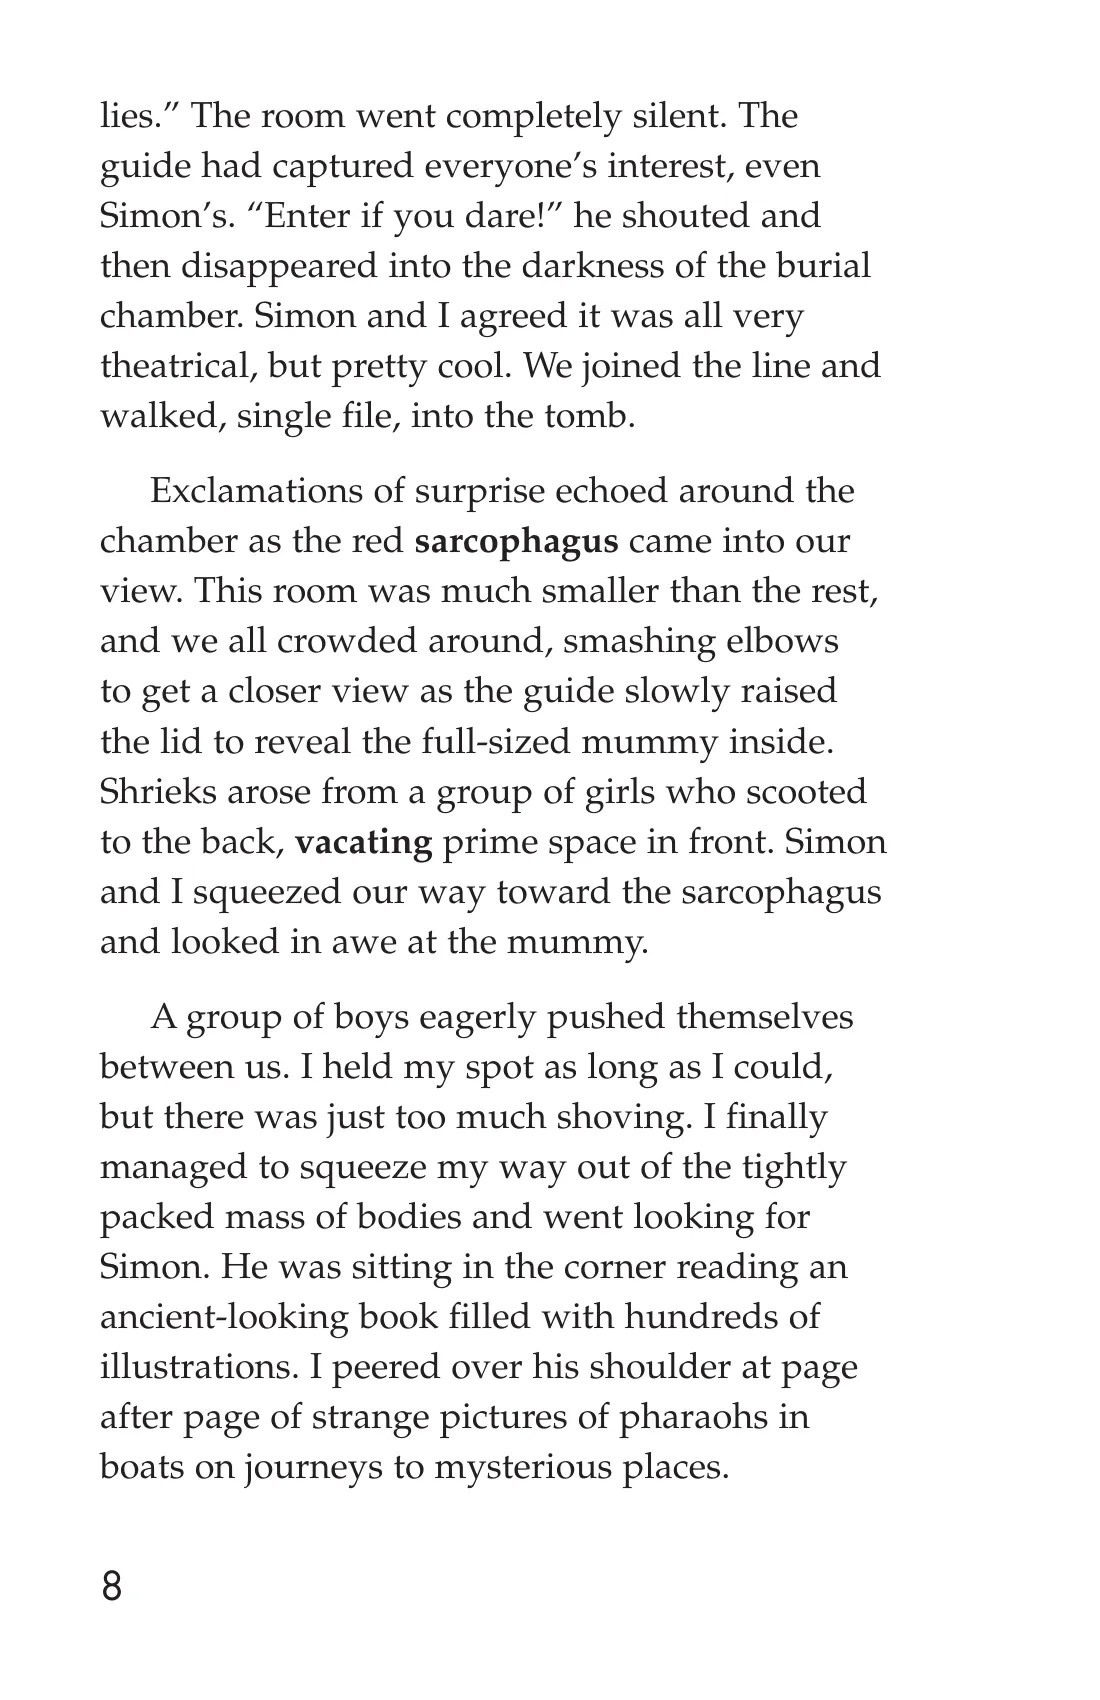 lies.” The room went completely silent. The
guide had captured everyone’s interest, even
Simon’s. “Enter if you dare!” he shouted and
then disappeared into the darkness of the burial
chamber. Simon and I agreed it was all very
theatrical, but pretty cool. We joined the line and
walked, single file, into the tomb.
Exclamations of surprise echoed around the
chamber as the red sarcophagus came into our
view. This room was much smaller than the rest,
and we all crowded around, smashing elbows
to get a closer view as the guide slowly raised
the lid to reveal the full-sized mummy inside.
Shrieks arose from a group of girls who scooted
to the back, vacating prime space in front. Simon
and I squeezed our way toward the sarcophagus
and looked in awe at the mummy.
A group of boys eagerly pushed themselves
between us. I held my spot as long as I could,
but there was just too much shoving. I finally
managed to squeeze my way out of the tightly
packed mass of bodies and went looking for
Simon. He was sitting in the corner reading an
ancient-looking book filled with hundreds of
illustrations. I peered over his shoulder at page
after page of strange pictures of pharaohs in
boats on journeys to mysterious places.
8